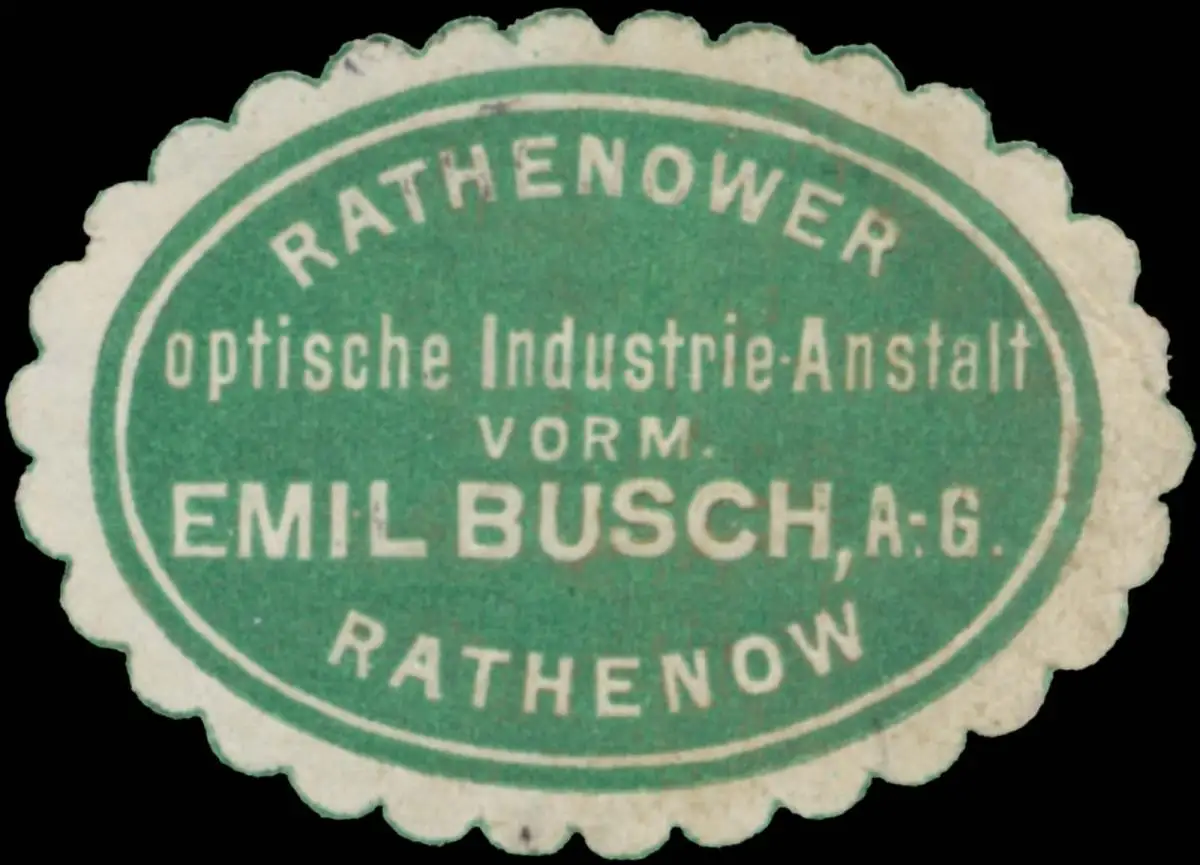 RATHENOWER
optische Industrie-Anstalt
VORM.
EMIL BUSCH, A.-G.
RATHENOW